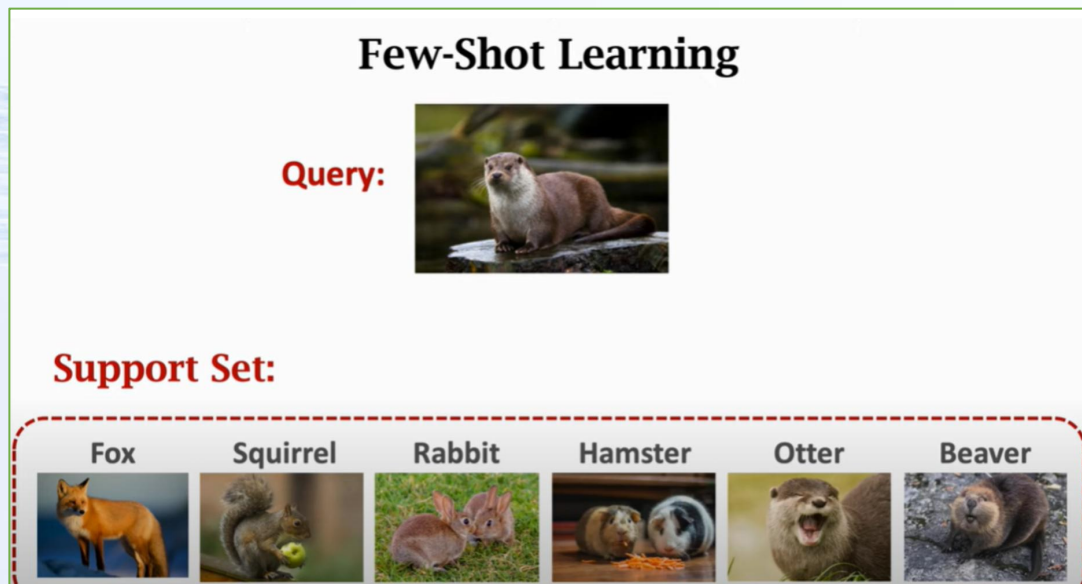 Few-Shot Learning
Query:
Support Set:
Fox Squirrel Rabbit Hamster Otter Beaver